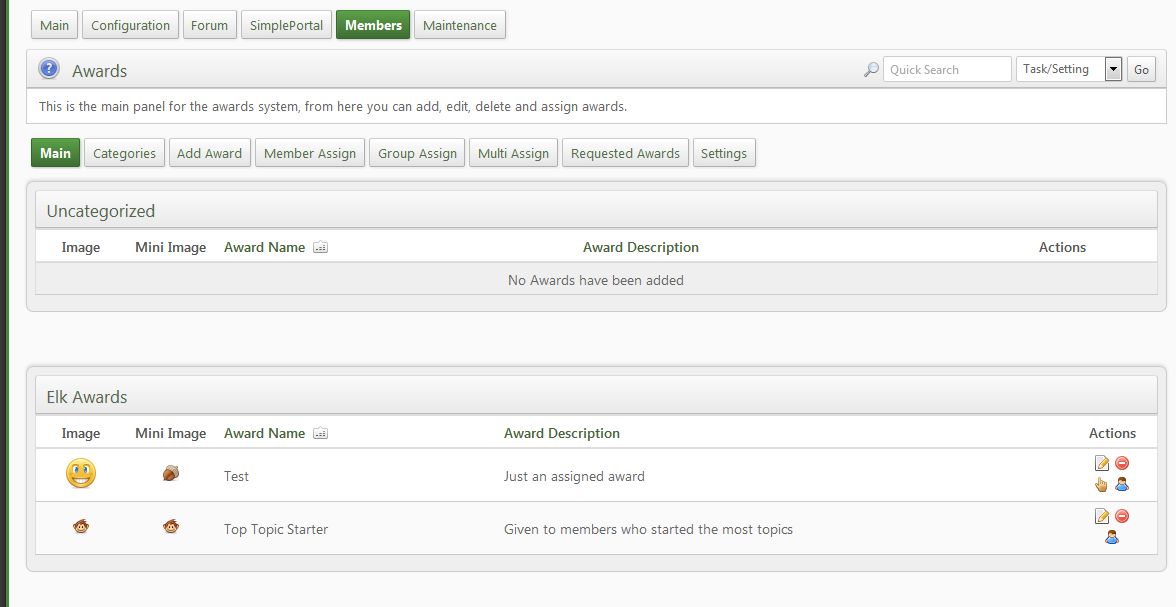 Main Configuration Forum SimplePortal Members Maintenance
Awards Quick Search Task/Setting Go
This is the main panel for the awards system, from here you can add, edit, delete and assign awards.
Main Categories Add Award Member Assign Group Assign Multi Assign Requested Awards Settings
Uncategorized
Image Mini Image Award Name Award Description Actions
No Awards have been added
Elk Awards
Image Mini Image Award Name Award Description Actions
Test Just an assigned award
Top Topic Starter Given to members who started the most topics